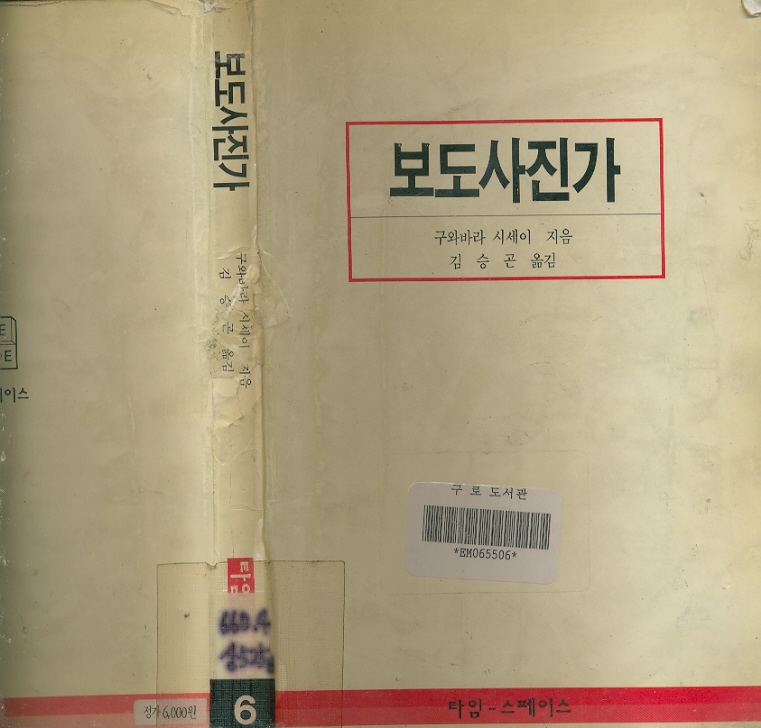 보도사진가
구와바라 시세이 지음
김 승 곤 옮김
구 로 도서관
*EM065506*
타임-스페이스
보도사진가
구와바라 시세이 지음
김 승 곤 옮김
타임
6
정가 6,000원
E
E
이스